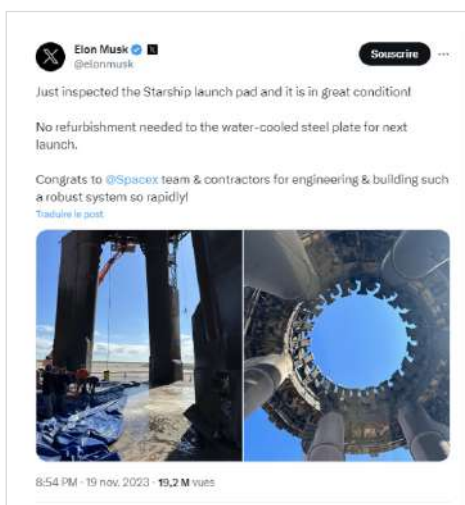 Elon Musk
@elonmusk
Souscrire
Just inspected the Starship launch pad and it is in great condition!
No refurbishment needed to the water-cooled steel plate for next
launch.
Congrats to @Spacex team & contractors for engineering & building such
a robust system so rapidly!
Traduire le post
8:54 PM · 19 nov. 2023 · 19,2 M vues